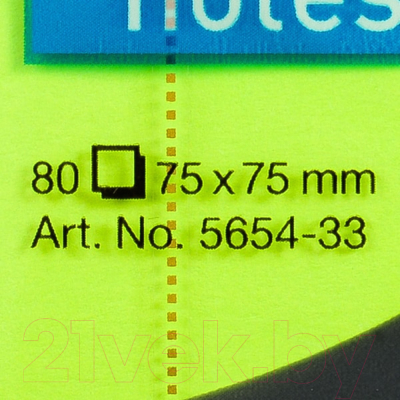 notes
80 75 x 75 mm
Art. No. 5654-33
21vek.by